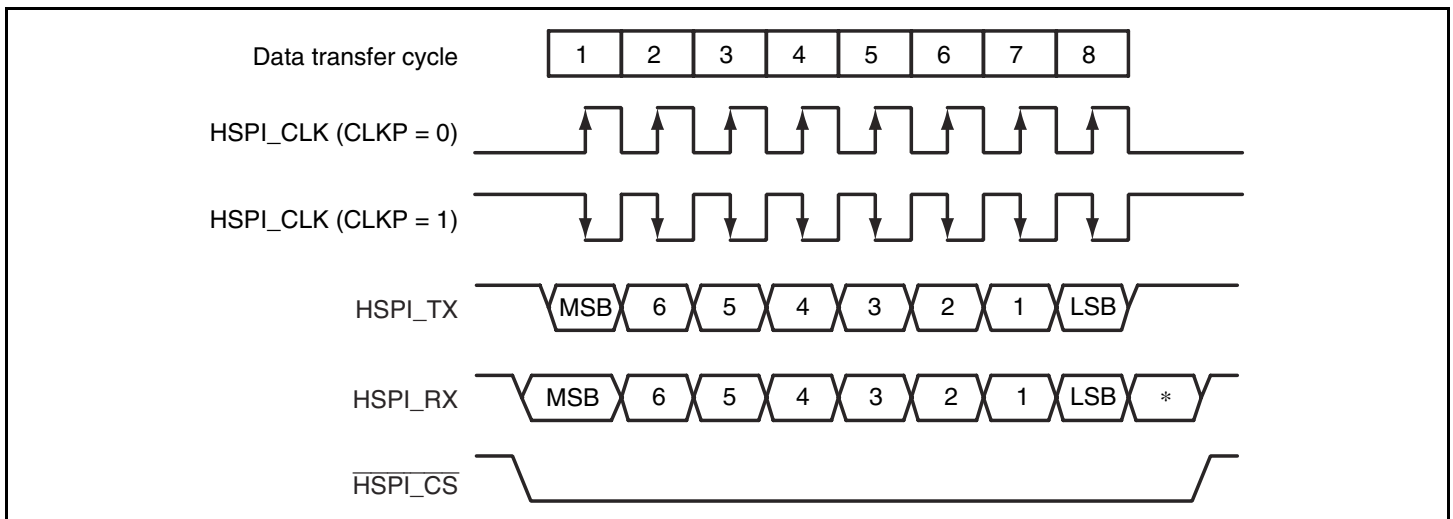 Data transfer cycle 1 2 3 4 5 6 7 8
HSPI_CLK (CLKP = 0)
HSPI_CLK (CLKP = 1)
HSPI_TX MSB 6 5 4 3 2 1 LSB
HSPI_RX MSB 6 5 4 3 2 1 LSB *
HSPI_CS